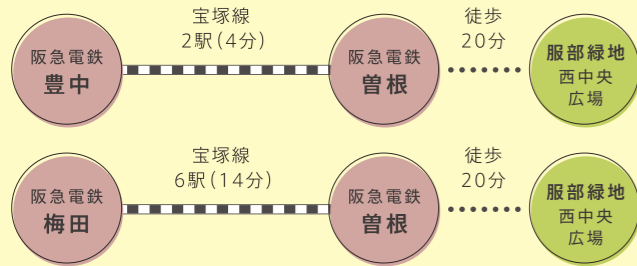 宝塚線
2駅(4分)
徒歩
20分
阪急電鉄
豊中
阪急電鉄
曽根
服部緑地
西中央
広場
宝塚線
6駅(14分)
徒歩
20分
阪急電鉄
梅田
阪急電鉄
曽根
服部緑地
西中央
広場